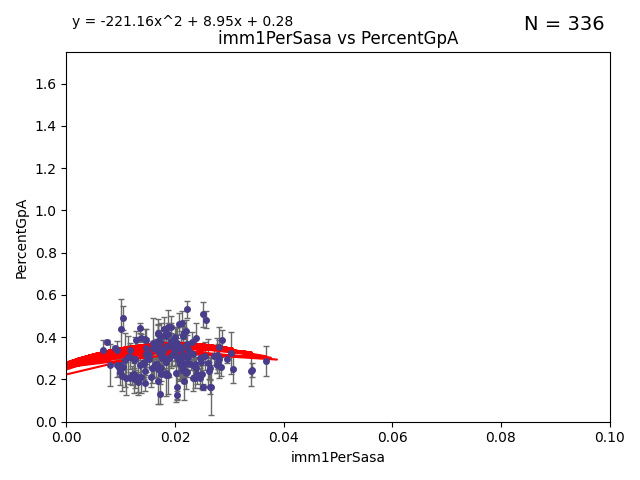 y = -221.16x^2 + 8.95x + 0.28
N = 336
imm1PerSasa vs PercentGpA
1.6
1.4
1.2
1.0
0.8
0.6
0.4
0.2
0.0
PercentGpA
0.00 0.02 0.04 0.06 0.08 0.10
imm1PerSasa